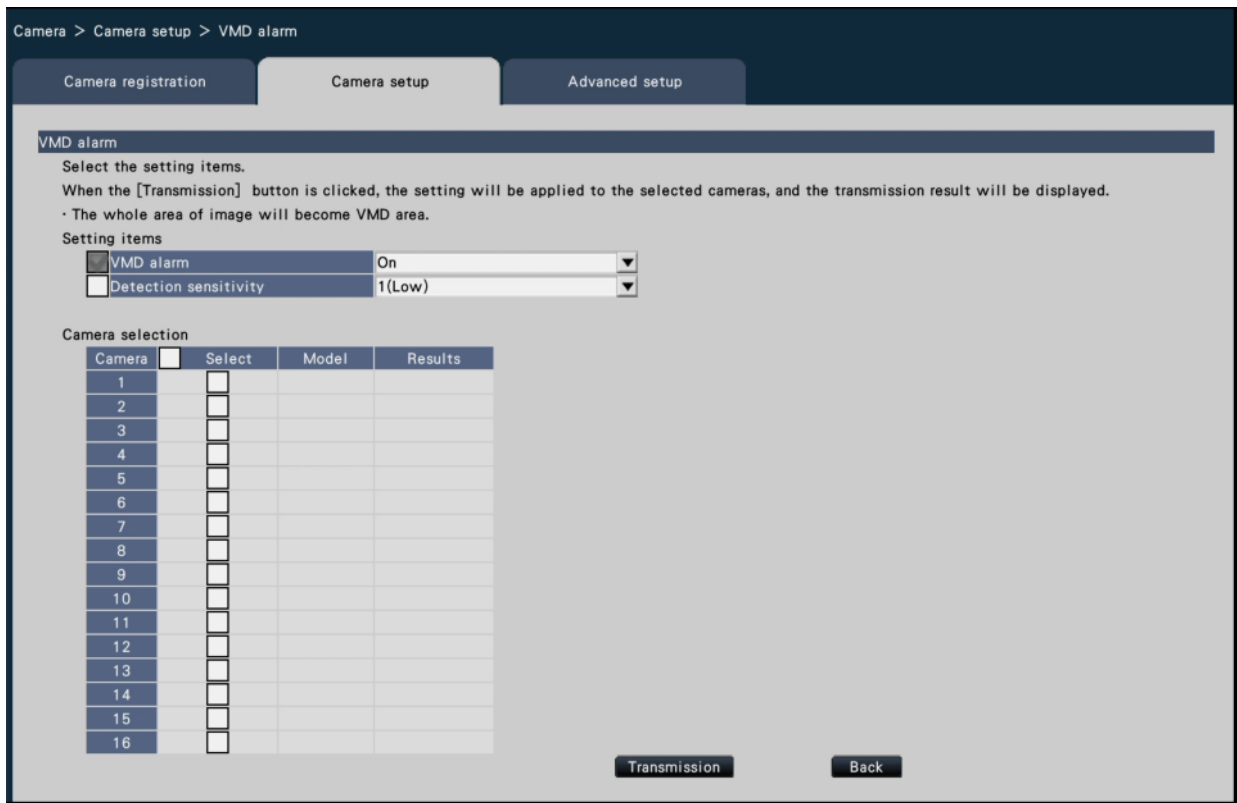 Camera > Camera setup > VMD alarm
Camera registration Camera setup Advanced setup
VMD alarm
Select the setting items.
When the [Transmission] button is clicked, the setting will be applied to the selected cameras, and the transmission result will be displayed.
· The whole area of image will become VMD area.
Setting items
VMD alarm On
Detection sensitivity 1(Low)
Camera selection
Camera Select Model Results
1
2
3
4
5
6
7
8
9
10
11
12
13
14
15
16
Transmission Back